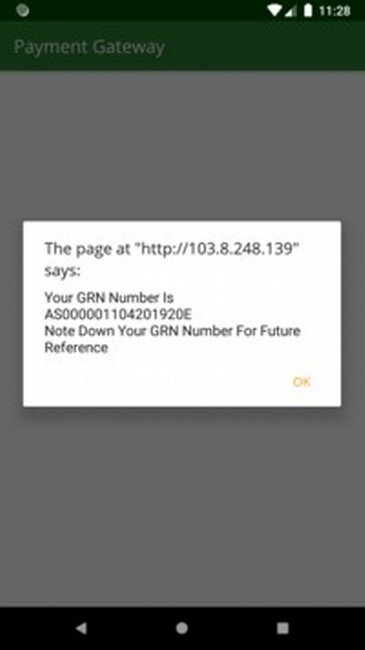 11:28
Payment Gateway
The page at "http://103.8.248.139"
says:
Your GRN Number Is
AS000001104201920E
Note Down Your GRN Number For Future
Reference
OK